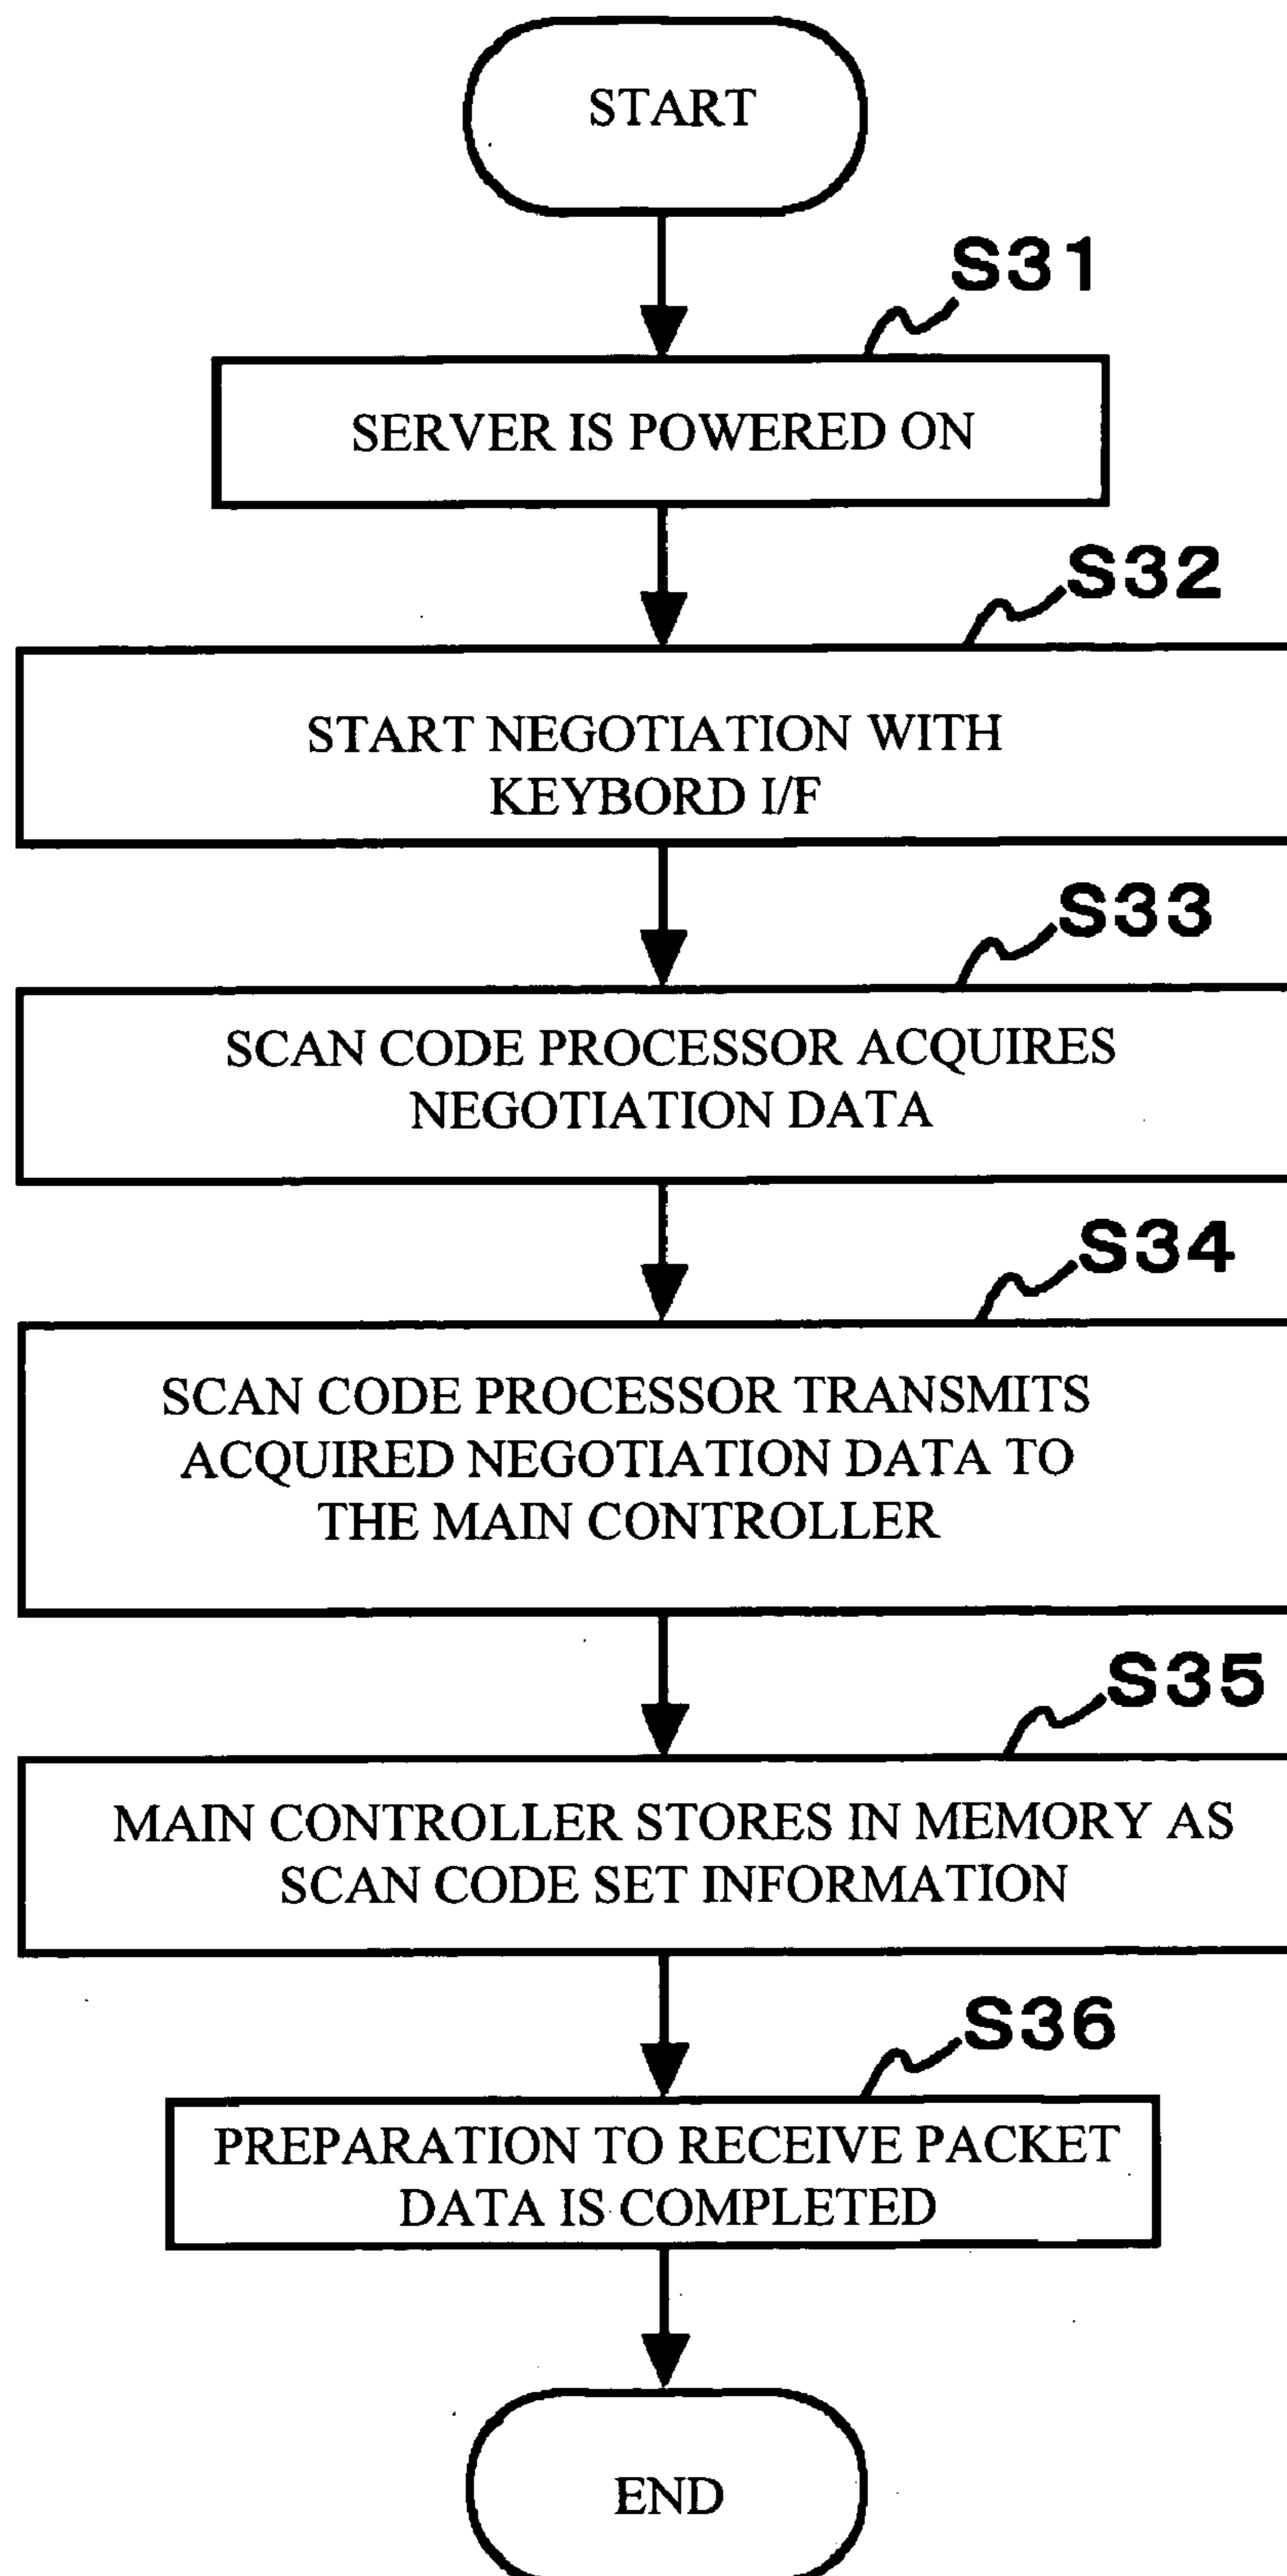 START
S31
SERVER IS POWERED ON
S32
START NEGOTIATION WITH
KEYBORD I/F
S33
SCAN CODE PROCESSOR ACQUIRES
NEGOTIATION DATA
S34
SCAN CODE PROCESSOR TRANSMITS
ACQUIRED NEGOTIATION DATA TO
THE MAIN CONTROLLER
S35
MAIN CONTROLLER STORES IN MEMORY AS
SCAN CODE SET INFORMATION
S36
PREPARATION TO RECEIVE PACKET
DATA IS COMPLETED
END